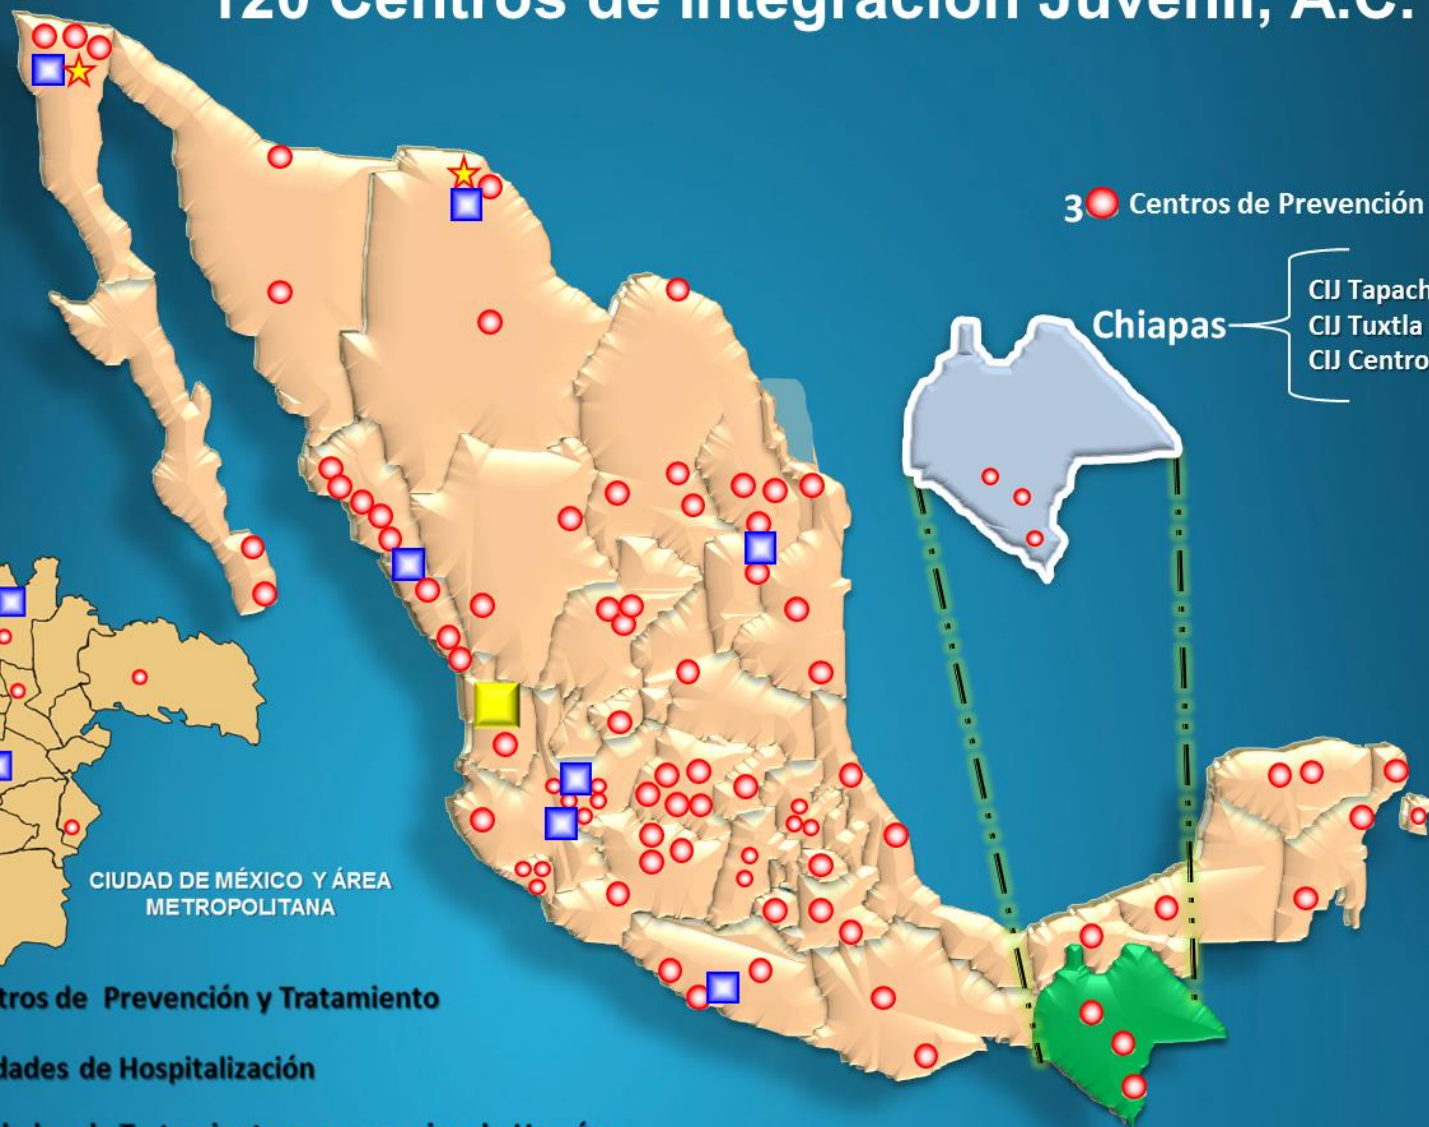 120 Centros de Integración Juvenil, A.C.
3 Centros de Prevención
Chiapas
CIJ Tapach
CIJ Tuxtla
CIJ Centro
CIUDAD DE MÉXICO Y ÁREA
METROPOLITANA
tros de Prevención y Tratamiento
dades de Hospitalización